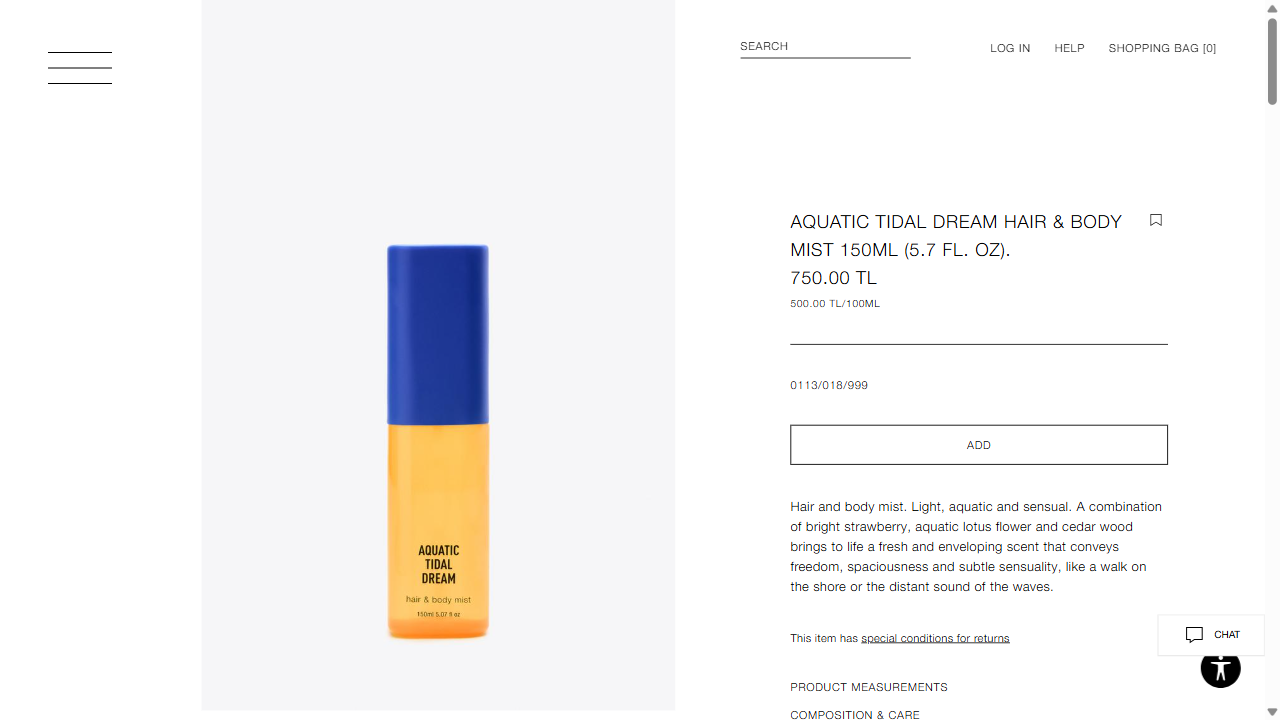 SEARCH
LOG IN
HELP
SHOPPING BAG [0]
AQUATIC TIDAL DREAM HAIR & BODY
MIST 150ML (5.7 FL. OZ).
750.00 TL
500.00 TL/100ML
0113/018/999
ADD
Hair and body mist. Light, aquatic and sensual. A combination
of bright strawberry, aquatic lotus flower and cedar wood
brings to life a fresh and enveloping scent that conveys
freedom, spaciousness and subtle sensuality, like a walk on
the shore or the distant sound of the waves.
This item has special conditions for returns
CHAT
PRODUCT MEASUREMENTS
COMPOSITION & CARE
AQUATIC
TIDAL
DREAM
hair & body mist
150ml 5.07 fl oz